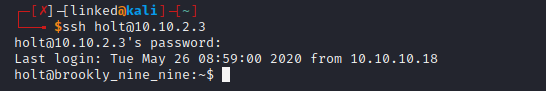 ┌─[✗]─[linked@kali]─[~]
└──╼ $ssh holt@10.10.2.3
holt@10.10.2.3's password:
Last login: Tue May 26 08:59:00 2020 from 10.10.10.18
holt@brookly_nine_nine:~$